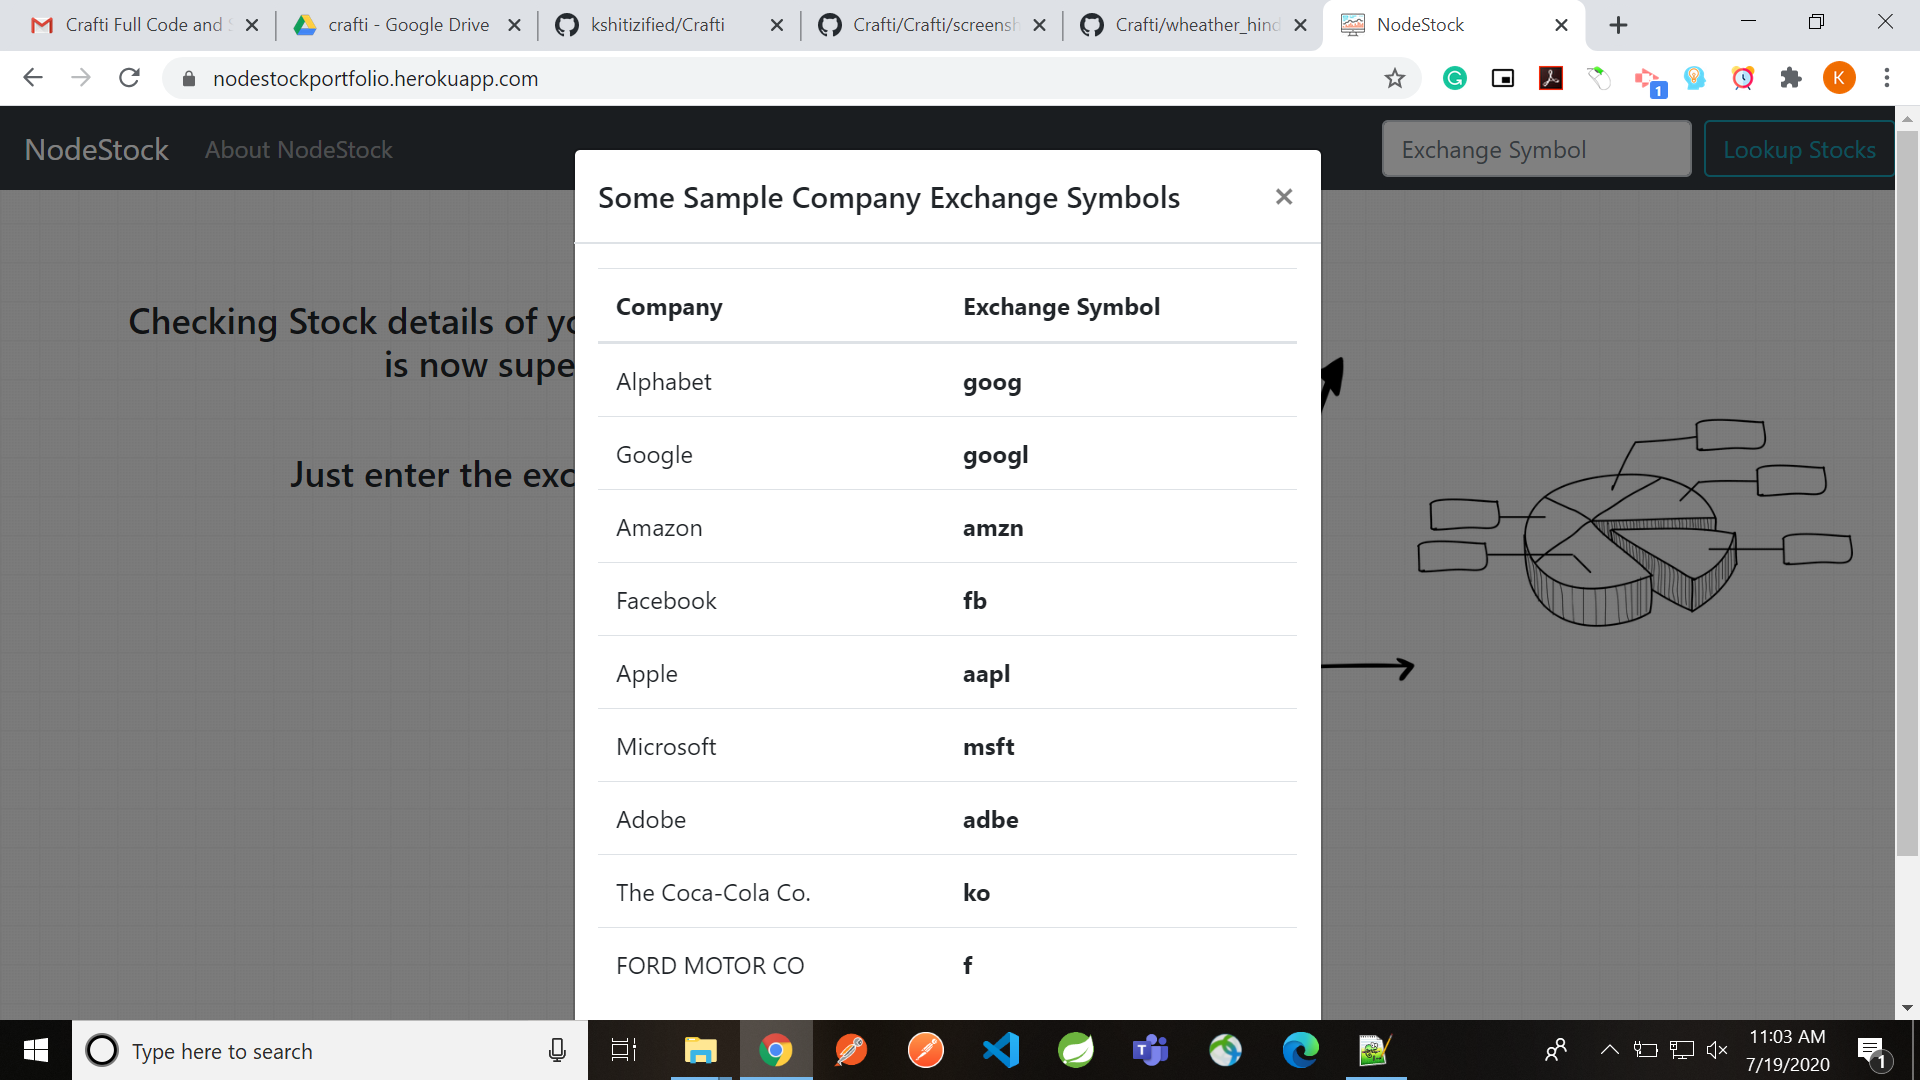 Crafti Full Code and
crafti - Google Drive
kshitizified/Crafti
Crafti/Crafti/screensh
Crafti/wheather_hind
NodeStock
nodestockportfolio.herokuapp.com
K
1
NodeStock
About NodeStock
Exchange Symbol
Lookup Stocks
Some Sample Company Exchange Symbols
×
Checking Stock details of yo
is now supe
Just enter the exc
Company Exchange Symbol
Alphabet goog
Google googl
Amazon amzn
Facebook fb
Apple aapl
Microsoft msft
Adobe adbe
The Coca-Cola Co. ko
FORD MOTOR CO f
Type here to search
11:03 AM
7/19/2020
1